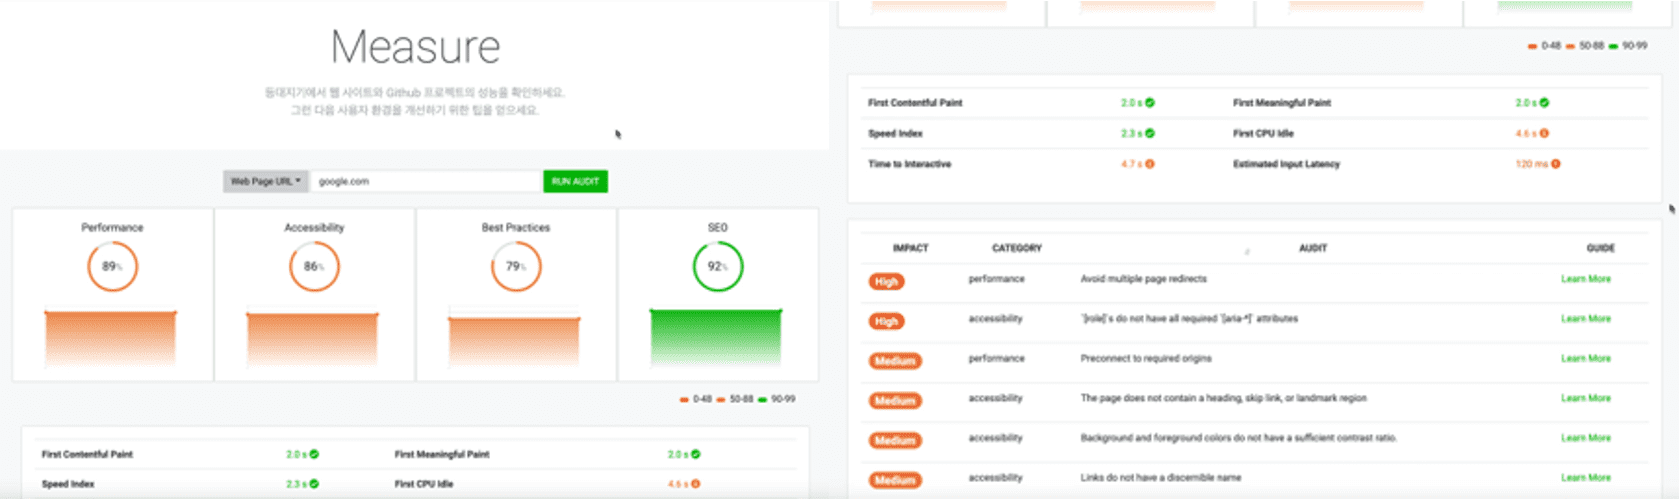 Measure
등대지기에서 웹 사이트와 Github 프로젝트의 성능을 확인하세요.
그런 다음 사용자 환경을 개선하기 위한 팁을 얻으세요.
Web Page URL google.com RUN AUDIT
Performance Accessibility Best Practices SEO
89% 86% 79% 92%
0-48 50-88 90-99
First Contentful Paint 2.0 s First Meaningful Paint 2.0 s
Speed Index 2.3 s First CPU Idle 4.6 s
0-48 50-88 90-99
First Contentful Paint 2.0 s First Meaningful Paint 2.0 s
Speed Index 2.3 s First CPU Idle 4.6 s
Time to Interactive 4.7 s Estimated Input Latency 120 ms
IMPACT CATEGORY AUDIT GUIDE
High performance Avoid multiple page redirects Learn More
High accessibility `[role]`s do not have all required `[aria-*]` attributes Learn More
Medium performance Preconnect to required origins Learn More
Medium accessibility The page does not contain a heading, skip link, or landmark region Learn More
Medium accessibility Background and foreground colors do not have a sufficient contrast ratio. Learn More
Medium accessibility Links do not have a discernible name Learn More